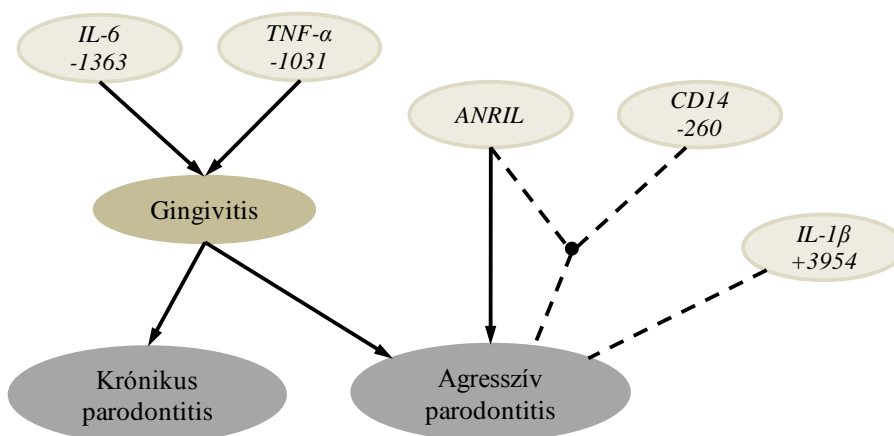 IL-6
-1363
TNF-α
-1031
ANRIL
CD14
-260
Gingivitis
IL-1β
+3954
Krónikus
parodontitis
Agresszív
parodontitis